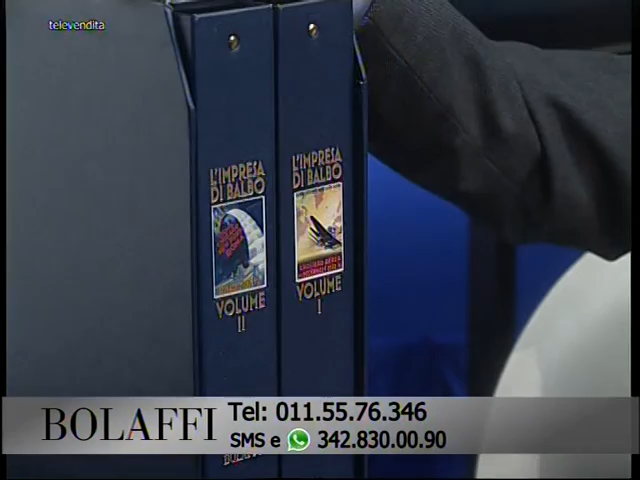 televendita
L'IMPRESA
DI BALBO
VOLUME
II
L'IMPRESA
DI BALBO
VOLUME
I
BOLAFFI
Tel: 011.55.76.346
SMS e 342.830.00.90